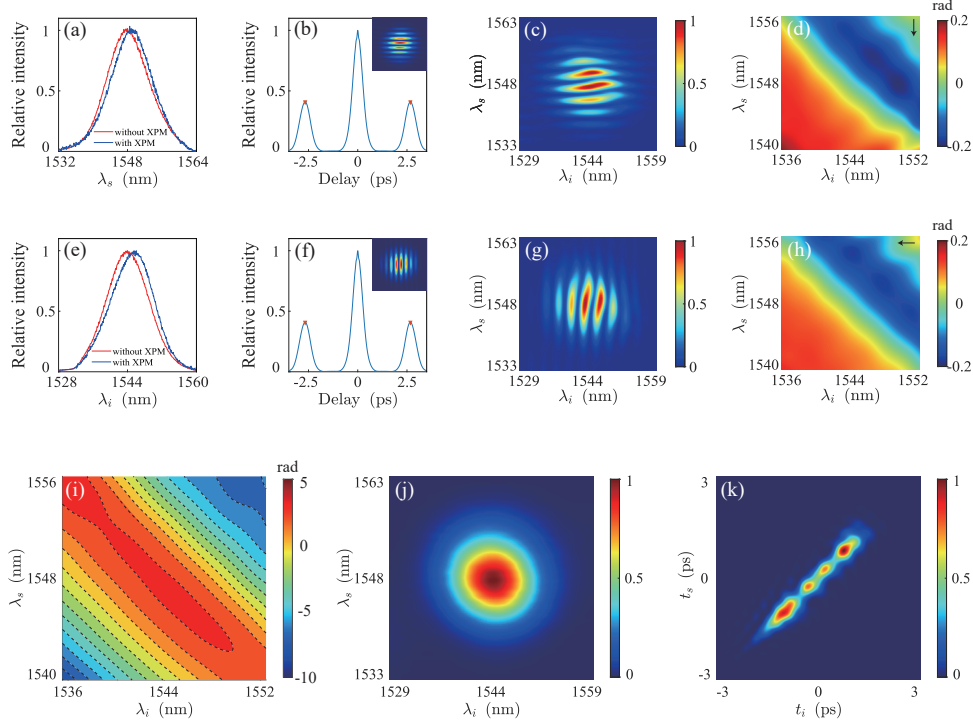 (a)
Relative intensity
1
0.5
0
without XPM
with XPM
1532 1548 1564
λs (nm)
(b)
Relative intensity
1
0.5
0
-2.5 0 2.5
Delay (ps)
(c)
λs (nm)
1563
1548
1533
1529 1544 1559
λi (nm)
1
0.5
0
(d)
λs (nm)
1556
1548
1540
1536 1544 1552
λi (nm)
rad
0.2
0
-0.2
(e)
Relative intensity
1
0.5
0
without XPM
with XPM
1528 1544 1560
λi (nm)
(f)
Relative intensity
1
0.5
0
-2.5 0 2.5
Delay (ps)
(g)
λs (nm)
1563
1548
1533
1529 1544 1559
λi (nm)
1
0.5
0
(h)
λs (nm)
1556
1548
1540
1536 1544 1552
λi (nm)
rad
0.2
0
-0.2
(i)
λs (nm)
1556
1548
1540
1536 1544 1552
λi (nm)
rad
5
0
-5
-10
(j)
λs (nm)
1563
1548
1533
1529 1544 1559
λi (nm)
1
0.5
0
(k)
ts (ps)
3
0
-3
-3 0 3
ti (ps)
1
0.5
0